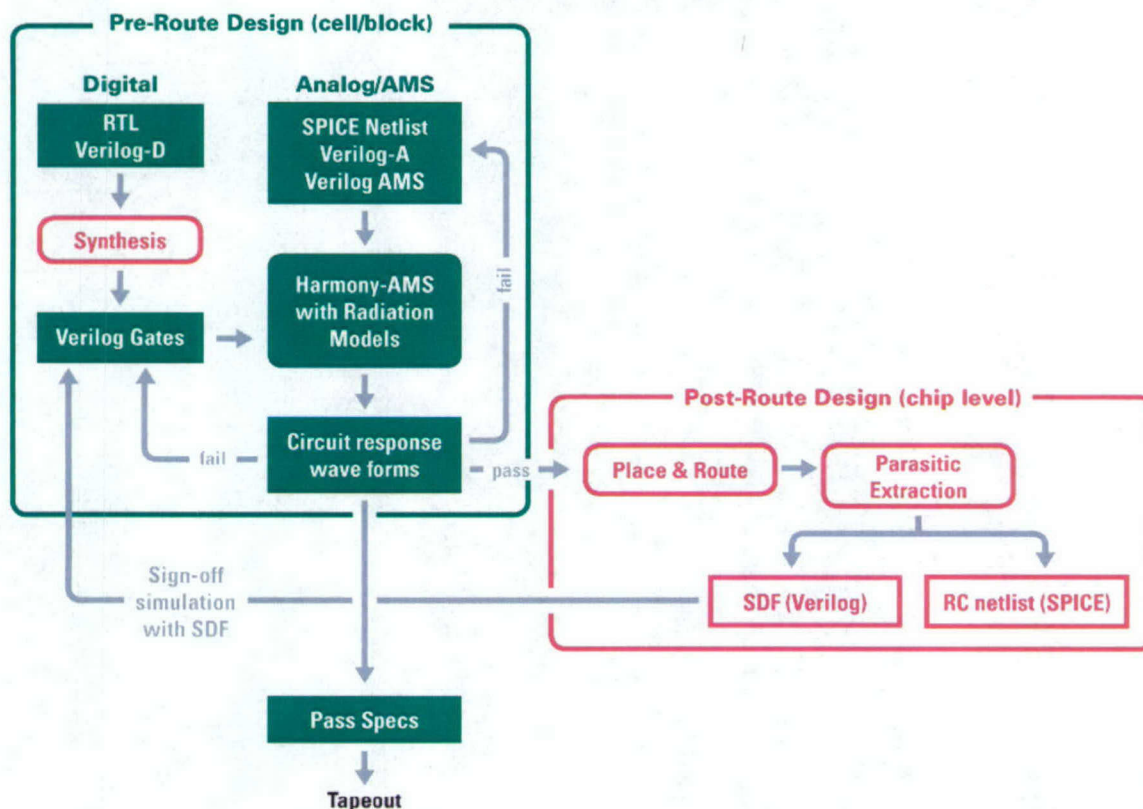 Pre-Route Design (cell/block)
Digital
Analog/AMS
RTL
Verilog-D
SPICE Netlist
Verilog-A
Verilog AMS
Synthesis
Harmony-AMS
with Radiation
Models
fail
Verilog Gates
Circuit response
wave forms
fail
pass
Post-Route Design (chip level)
Place & Route
Parasitic
Extraction
SDF (Verilog)
RC netlist (SPICE)
Sign-off
simulation
with SDF
Pass Specs
Tapeout